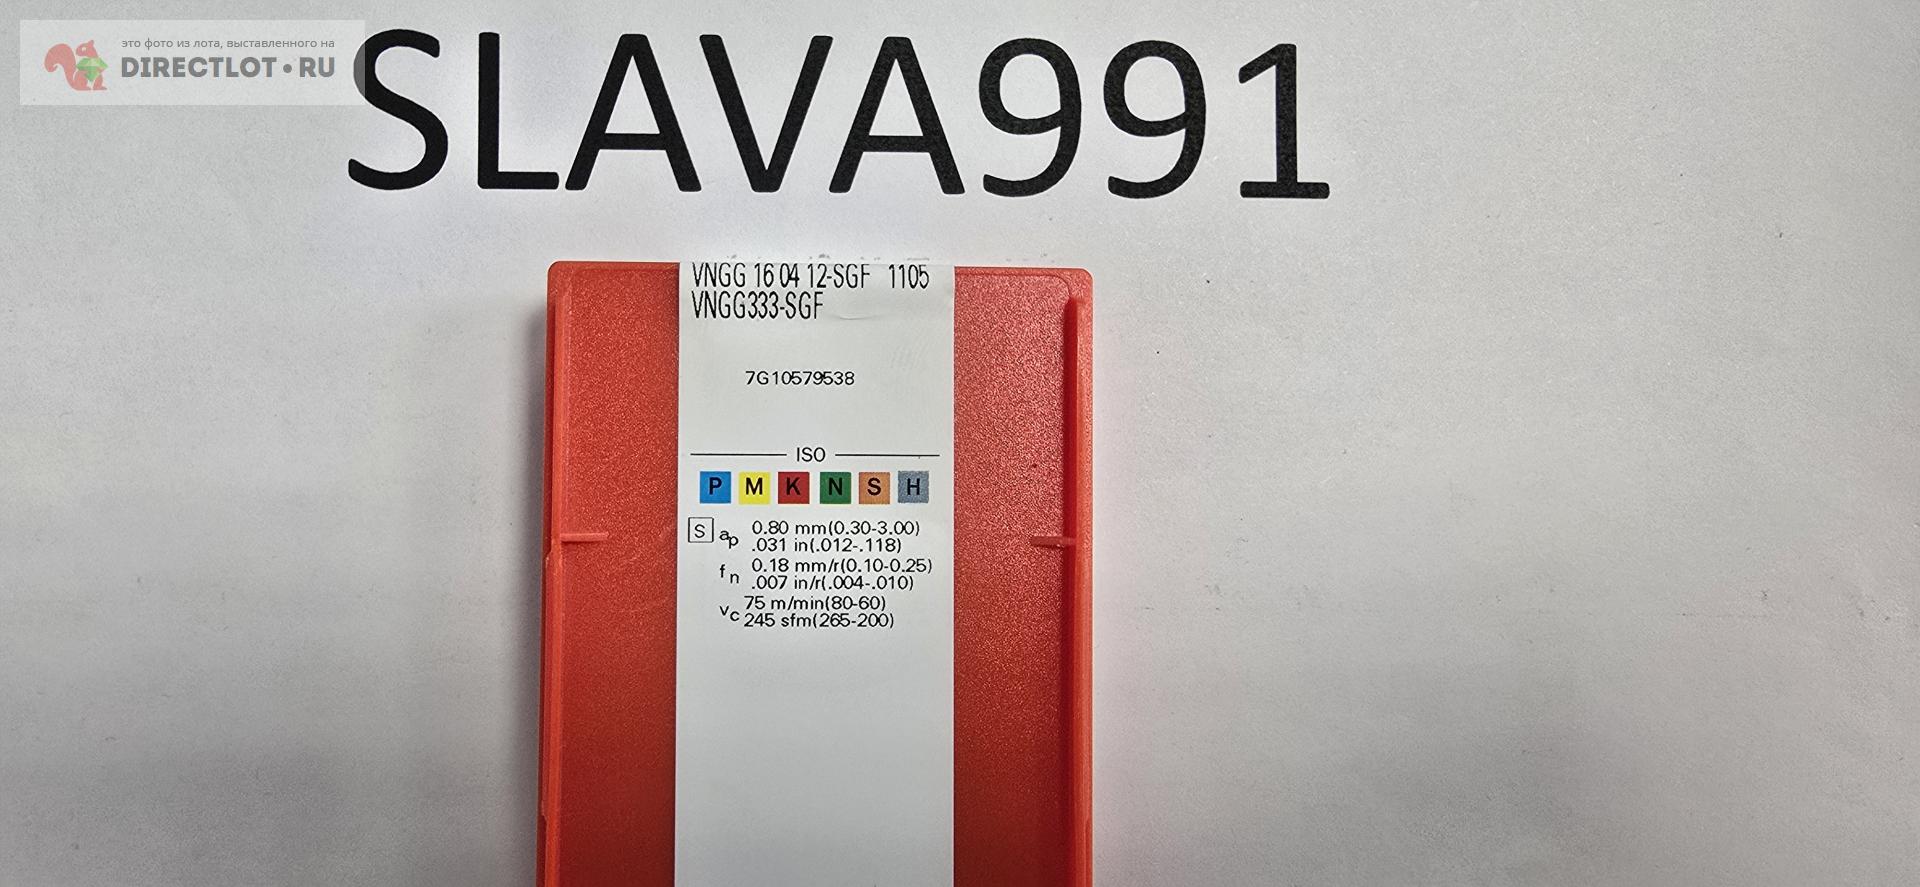 это фото из лота, выставленного на
DIRECTLOT•RU
SLAVA991
VNGG 16 04 12-SGF 1105
VNGG333-SGF
7G10579538
ISO
P M K N S H
S ap 0.80 mm(0.30-3.00)
.031 in(.012-.118)
fn 0.18 mm/r(0.10-0.25)
.007 in/r(.004-.010)
vc 75 m/min(80-60)
245 sfm(265-200)